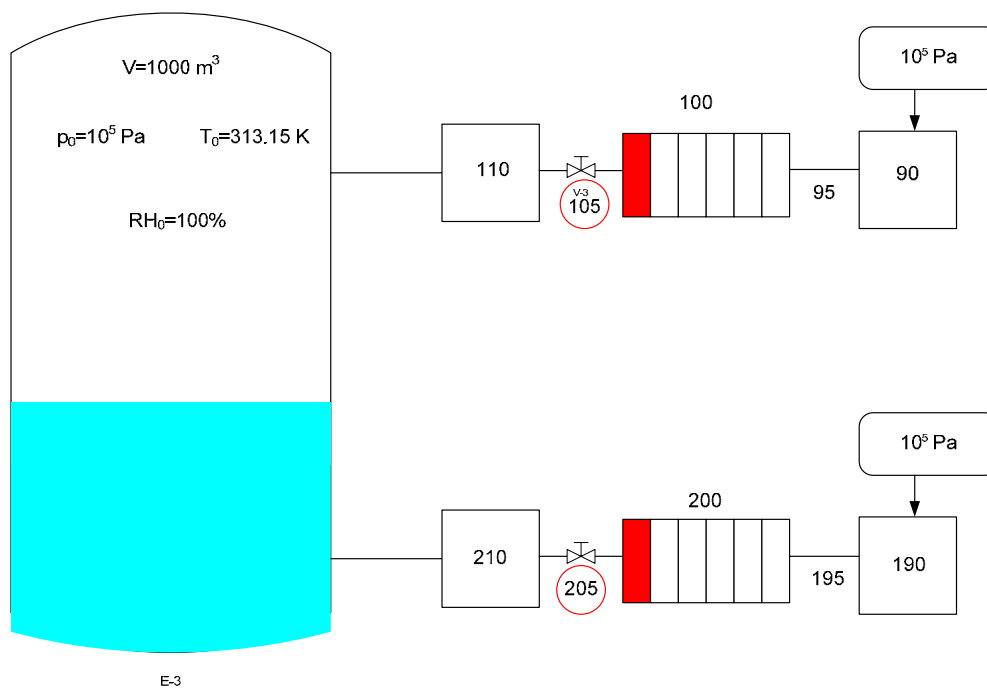 V=1000 m³
p₀=10⁵ Pa T₀=313.15 K
RH₀=100%
E-3
110
V-3
105
100
95
90
10⁵ Pa
210
205
200
195
190
10⁵ Pa